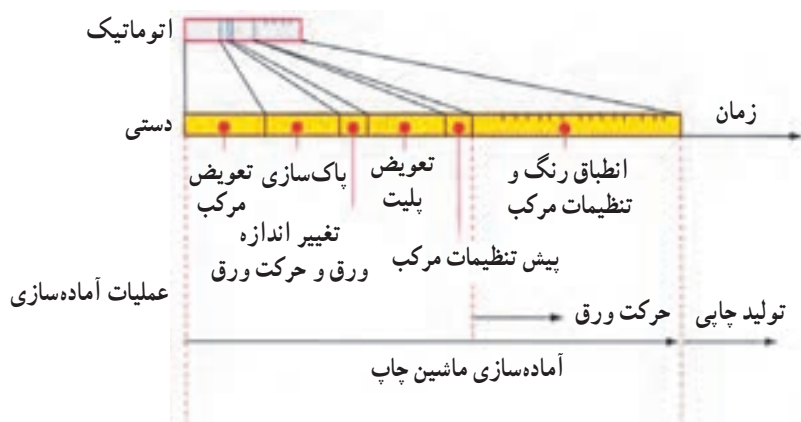 اتوماتیک
زمان
دستی
تعویض
مرکب
پاک‌سازی
تغییر اندازه
ورق و حرکت ورق
تعویض
پلیت
پیش تنظیمات مرکب
انطباق رنگ و
تنظیمات مرکب
عملیات آماده‌سازی
حرکت ورق
تولید چاپی
آماده‌سازی ماشین چاپ